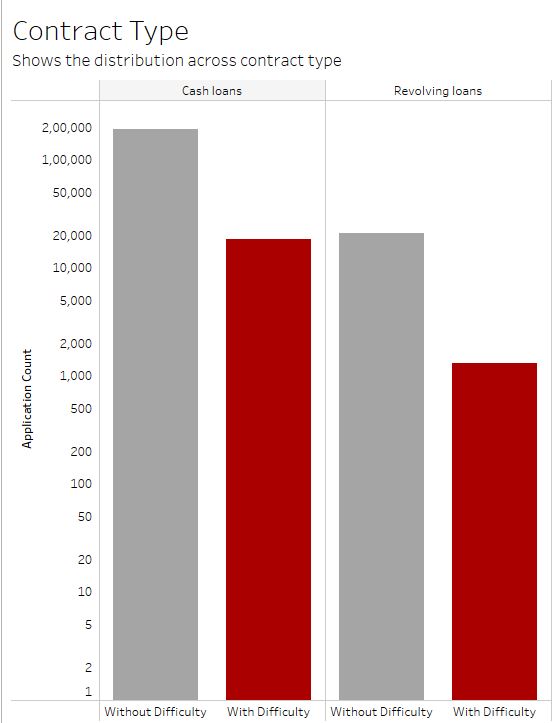 Contract Type
Shows the distribution across contract type
Cash loans
Revolving loans
2,00,000
1,00,000
50,000
20,000
10,000
5,000
2,000
1,000
500
200
100
50
20
10
5
2
1
Application Count
Without Difficulty
With Difficulty
Without Difficulty
With Difficulty